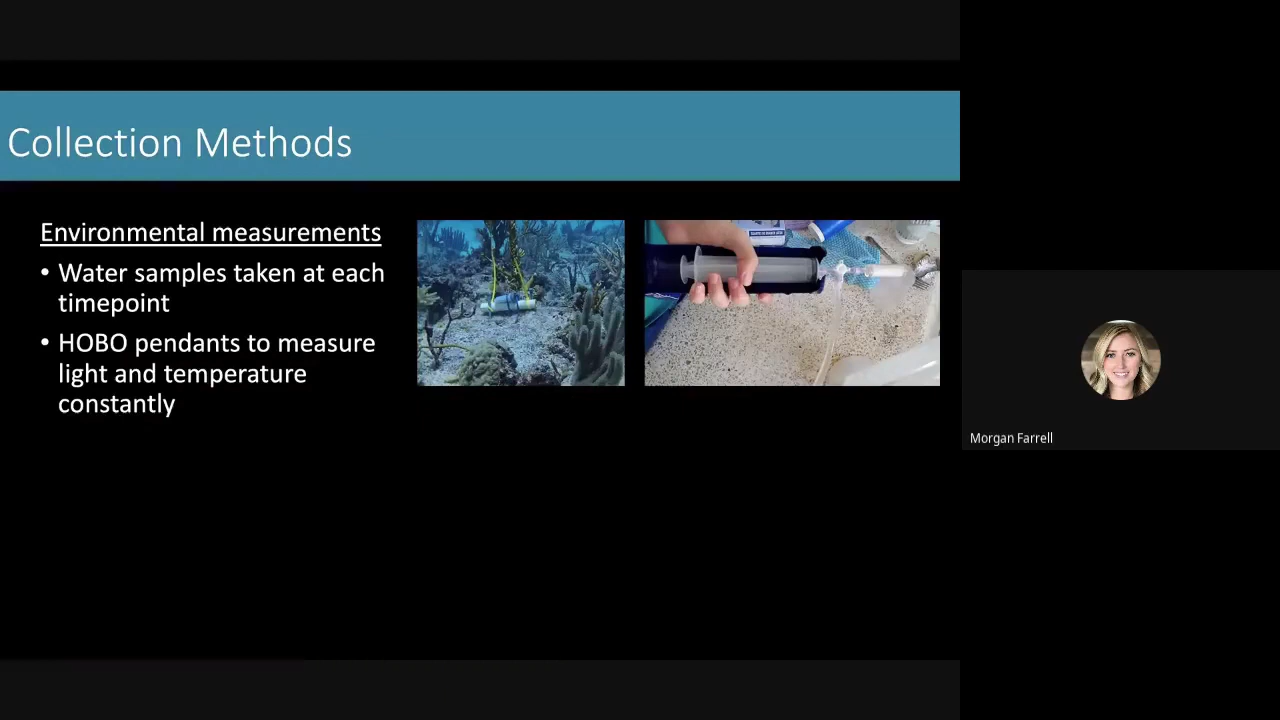 Collection Methods
Environmental measurements
• Water samples taken at each
timepoint
• HOBO pendants to measure
light and temperature
constantly
Morgan Farrell